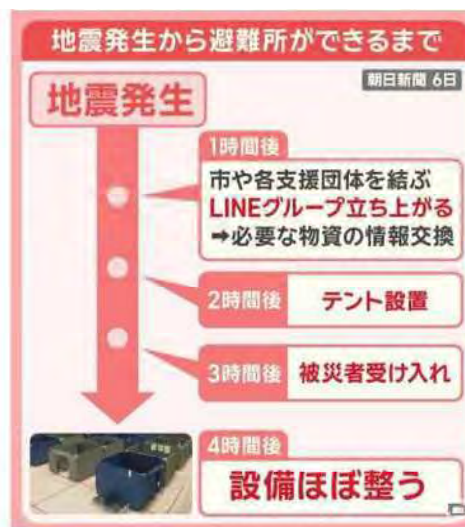 地震発生から避難所ができるまで
朝日新聞 6日
地震発生
1時間後
市や各支援団体を結ぶ
LINEグループ立ち上がる
➡必要な物資の情報交換
2時間後 テント設置
3時間後 被災者受け入れ
4時間後
設備ほぼ整う